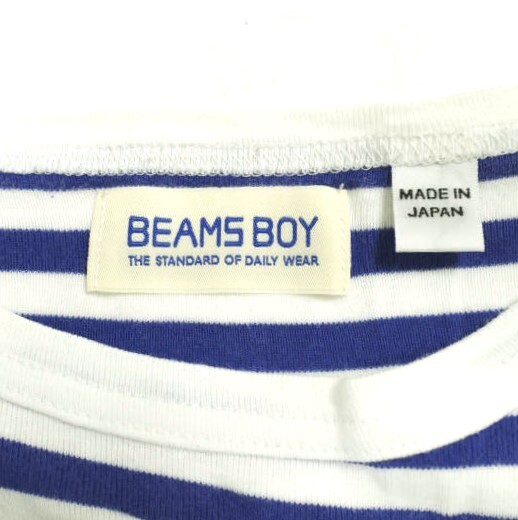 BEAMS BOY
THE STANDARD OF DAILY WEAR
MADE IN
JAPAN